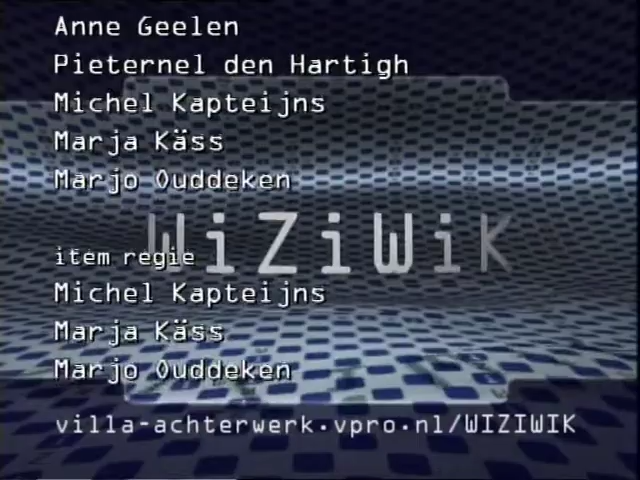 Anne Geelen
Pieternel den Hartigh
Michel Kapteijns
Marja Käss
Marjo Ouddeken
WiZiWiK
item regie
Michel Kapteijns
Marja Käss
Marjo Ouddeken
villa-achterwerk.vpro.nl/WIZIWIK